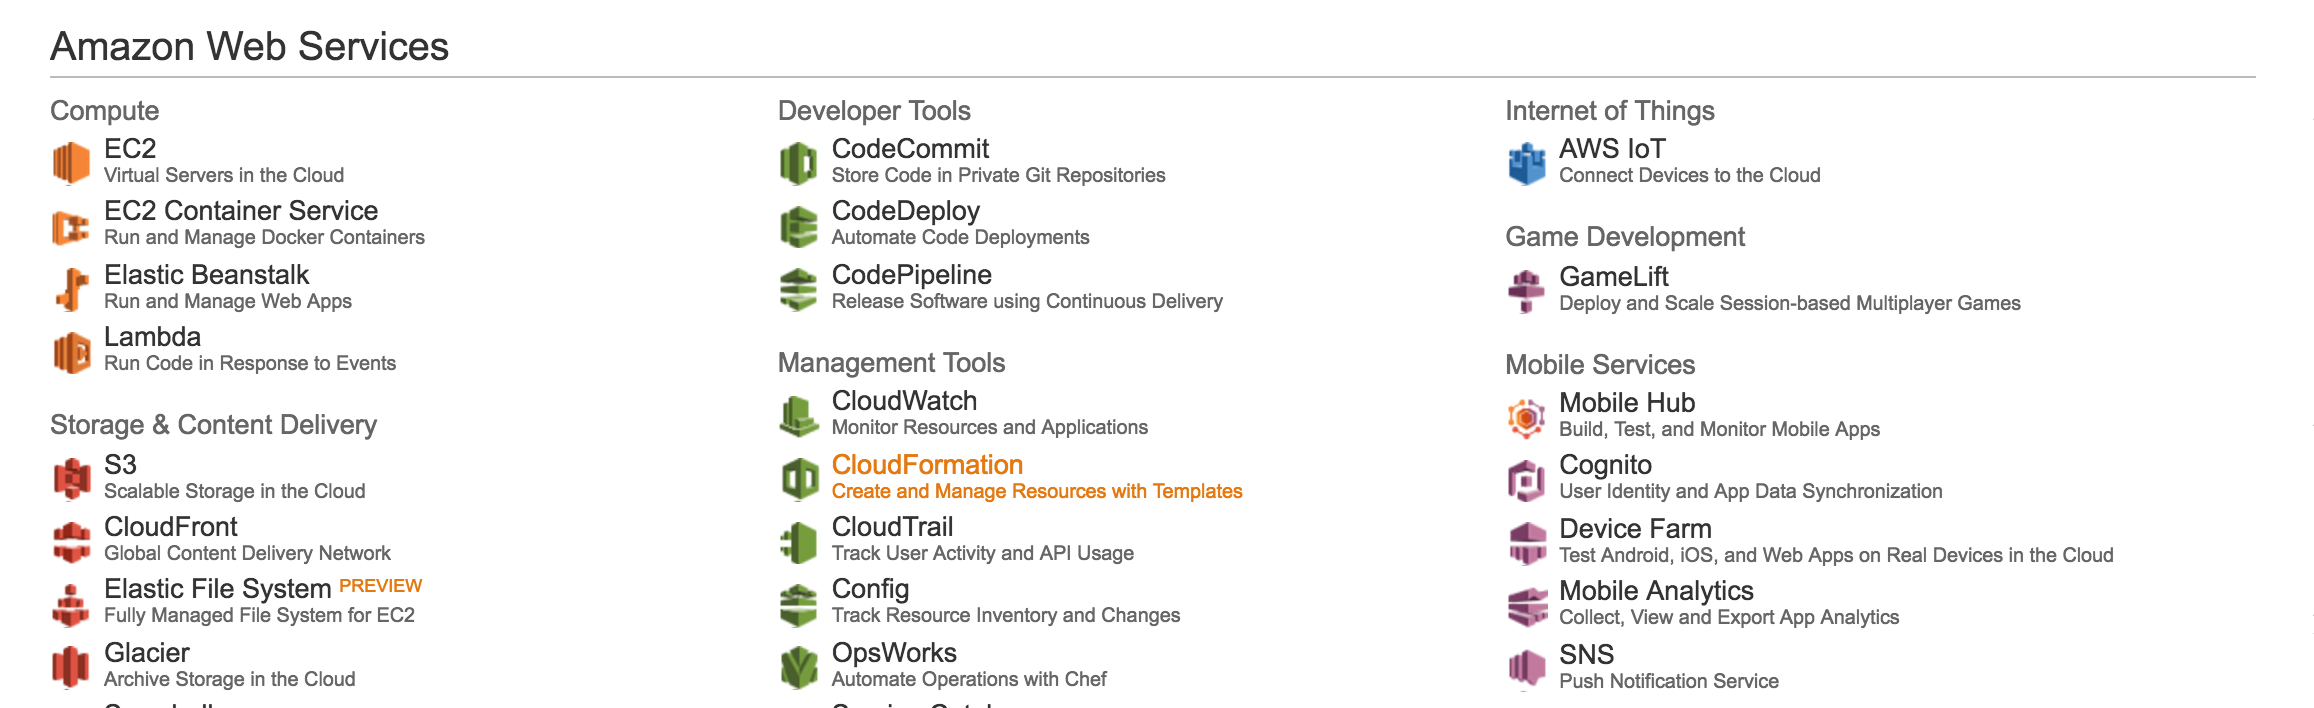 Amazon Web Services
Compute
EC2
Virtual Servers in the Cloud
EC2 Container Service
Run and Manage Docker Containers
Elastic Beanstalk
Run and Manage Web Apps
Lambda
Run Code in Response to Events
Storage & Content Delivery
S3
Scalable Storage in the Cloud
CloudFront
Global Content Delivery Network
Elastic File System PREVIEW
Fully Managed File System for EC2
Glacier
Archive Storage in the Cloud
Developer Tools
CodeCommit
Store Code in Private Git Repositories
CodeDeploy
Automate Code Deployments
CodePipeline
Release Software using Continuous Delivery
Management Tools
CloudWatch
Monitor Resources and Applications
CloudFormation
Create and Manage Resources with Templates
CloudTrail
Track User Activity and API Usage
Config
Track Resource Inventory and Changes
OpsWorks
Automate Operations with Chef
Internet of Things
AWS IoT
Connect Devices to the Cloud
Game Development
GameLift
Deploy and Scale Session-based Multiplayer Games
Mobile Services
Mobile Hub
Build, Test, and Monitor Mobile Apps
Cognito
User Identity and App Data Synchronization
Device Farm
Test Android, iOS, and Web Apps on Real Devices in the Cloud
Mobile Analytics
Collect, View and Export App Analytics
SNS
Push Notification Service